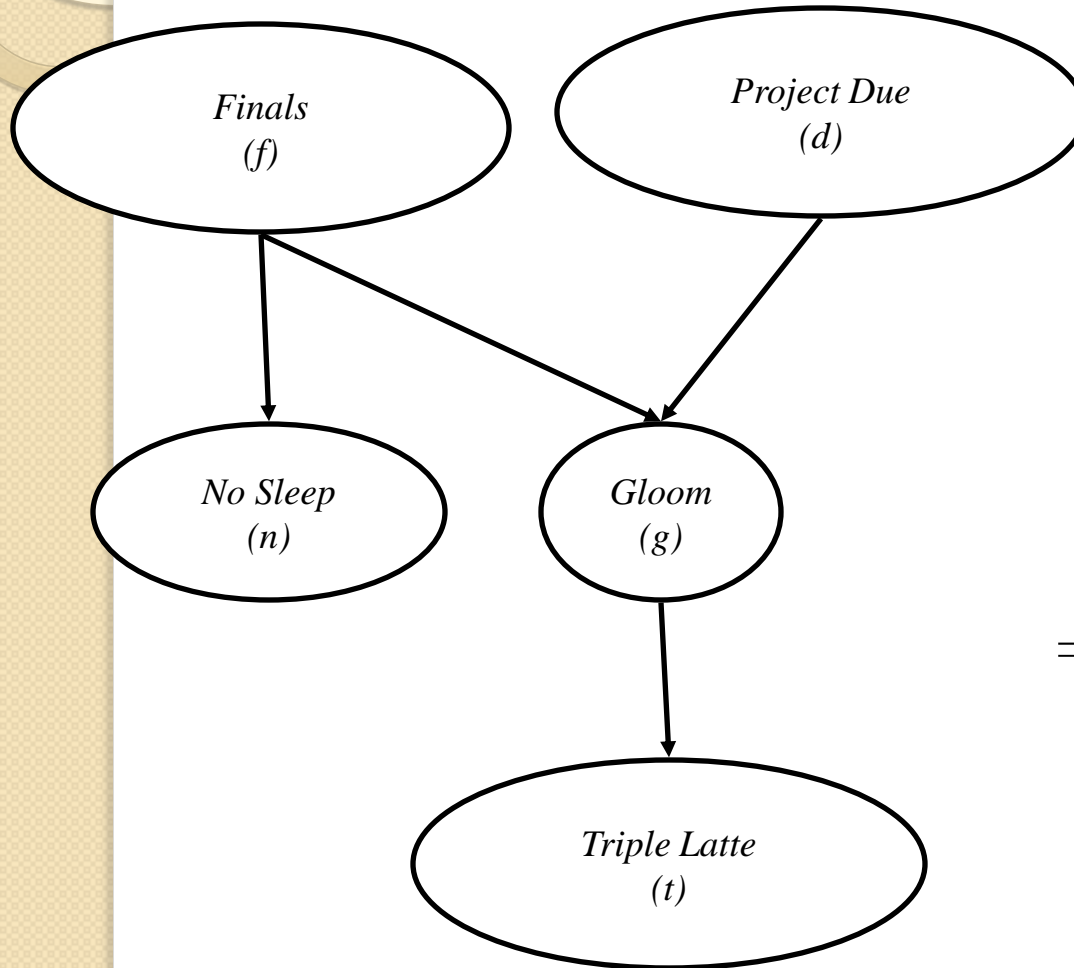 Finals
(f)
Project Due
(d)
No Sleep
(n)
Gloom
(g)
=
Triple Latte
(t)